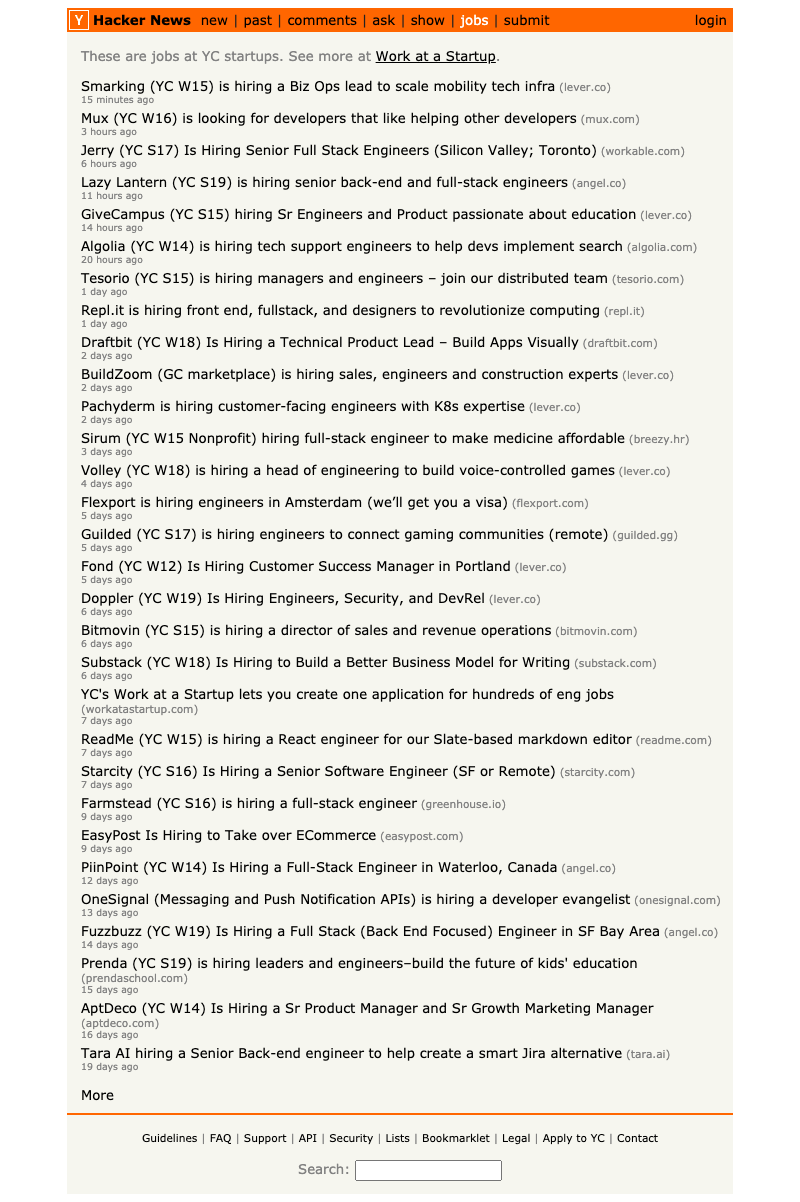 Y Hacker News new | past | comments | ask | show | jobs | submit login
These are jobs at YC startups. See more at Work at a Startup.
Smarking (YC W15) is hiring a Biz Ops lead to scale mobility tech infra (lever.co)
15 minutes ago
Mux (YC W16) is looking for developers that like helping other developers (mux.com)
3 hours ago
Jerry (YC S17) Is Hiring Senior Full Stack Engineers (Silicon Valley; Toronto) (workable.com)
6 hours ago
Lazy Lantern (YC S19) is hiring senior back-end and full-stack engineers (angel.co)
11 hours ago
GiveCampus (YC S15) hiring Sr Engineers and Product passionate about education (lever.co)
14 hours ago
Algolia (YC W14) is hiring tech support engineers to help devs implement search (algolia.com)
20 hours ago
Tesorio (YC S15) is hiring managers and engineers – join our distributed team (tesorio.com)
1 day ago
Repl.it is hiring front end, fullstack, and designers to revolutionize computing (repl.it)
1 day ago
Draftbit (YC W18) Is Hiring a Technical Product Lead – Build Apps Visually (draftbit.com)
2 days ago
BuildZoom (GC marketplace) is hiring sales, engineers and construction experts (lever.co)
2 days ago
Pachyderm is hiring customer-facing engineers with K8s expertise (lever.co)
2 days ago
Sirum (YC W15 Nonprofit) hiring full-stack engineer to make medicine affordable (breezy.hr)
3 days ago
Volley (YC W18) is hiring a head of engineering to build voice-controlled games (lever.co)
4 days ago
Flexport is hiring engineers in Amsterdam (we’ll get you a visa) (flexport.com)
5 days ago
Guilded (YC S17) is hiring engineers to connect gaming communities (remote) (guilded.gg)
5 days ago
Fond (YC W12) Is Hiring Customer Success Manager in Portland (lever.co)
5 days ago
Doppler (YC W19) Is Hiring Engineers, Security, and DevRel (lever.co)
6 days ago
Bitmovin (YC S15) is hiring a director of sales and revenue operations (bitmovin.com)
6 days ago
Substack (YC W18) Is Hiring to Build a Better Business Model for Writing (substack.com)
6 days ago
YC's Work at a Startup lets you create one application for hundreds of eng jobs
(workatastartup.com)
7 days ago
ReadMe (YC W15) is hiring a React engineer for our Slate-based markdown editor (readme.com)
7 days ago
Starcity (YC S16) Is Hiring a Senior Software Engineer (SF or Remote) (starcity.com)
7 days ago
Farmstead (YC S16) is hiring a full-stack engineer (greenhouse.io)
9 days ago
EasyPost Is Hiring to Take over ECommerce (easypost.com)
9 days ago
PiinPoint (YC W14) Is Hiring a Full-Stack Engineer in Waterloo, Canada (angel.co)
12 days ago
OneSignal (Messaging and Push Notification APIs) is hiring a developer evangelist (onesignal.com)
13 days ago
Fuzzbuzz (YC W19) Is Hiring a Full Stack (Back End Focused) Engineer in SF Bay Area (angel.co)
14 days ago
Prenda (YC S19) is hiring leaders and engineers–build the future of kids' education
(prendaschool.com)
15 days ago
AptDeco (YC W14) Is Hiring a Sr Product Manager and Sr Growth Marketing Manager
(aptdeco.com)
16 days ago
Tara AI hiring a Senior Back-end engineer to help create a smart Jira alternative (tara.ai)
19 days ago
More
Guidelines | FAQ | Support | API | Security | Lists | Bookmarklet | Legal | Apply to YC | Contact
Search: